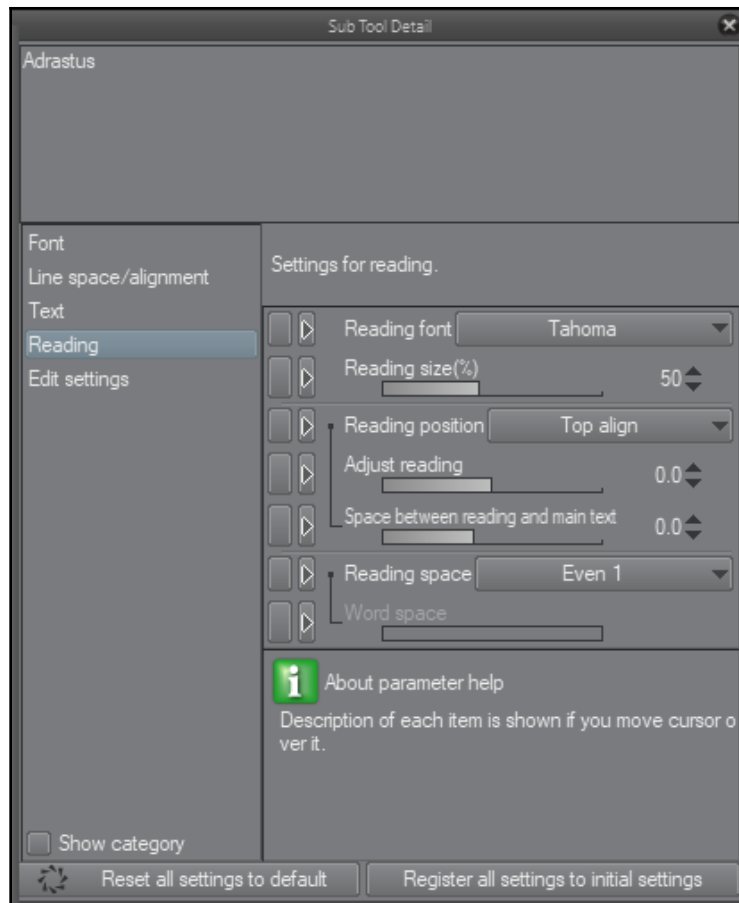 Sub Tool Detail
Adrastus
Font
Line space/alignment
Text
Reading
Edit settings
Show category
Settings for reading.
Reading font Tahoma
Reading size(%) 50
Reading position Top align
Adjust reading 0.0
Space between reading and main text 0.0
Reading space Even 1
Word space
About parameter help
Description of each item is shown if you move cursor o
ver it.
Reset all settings to default Register all settings to initial settings